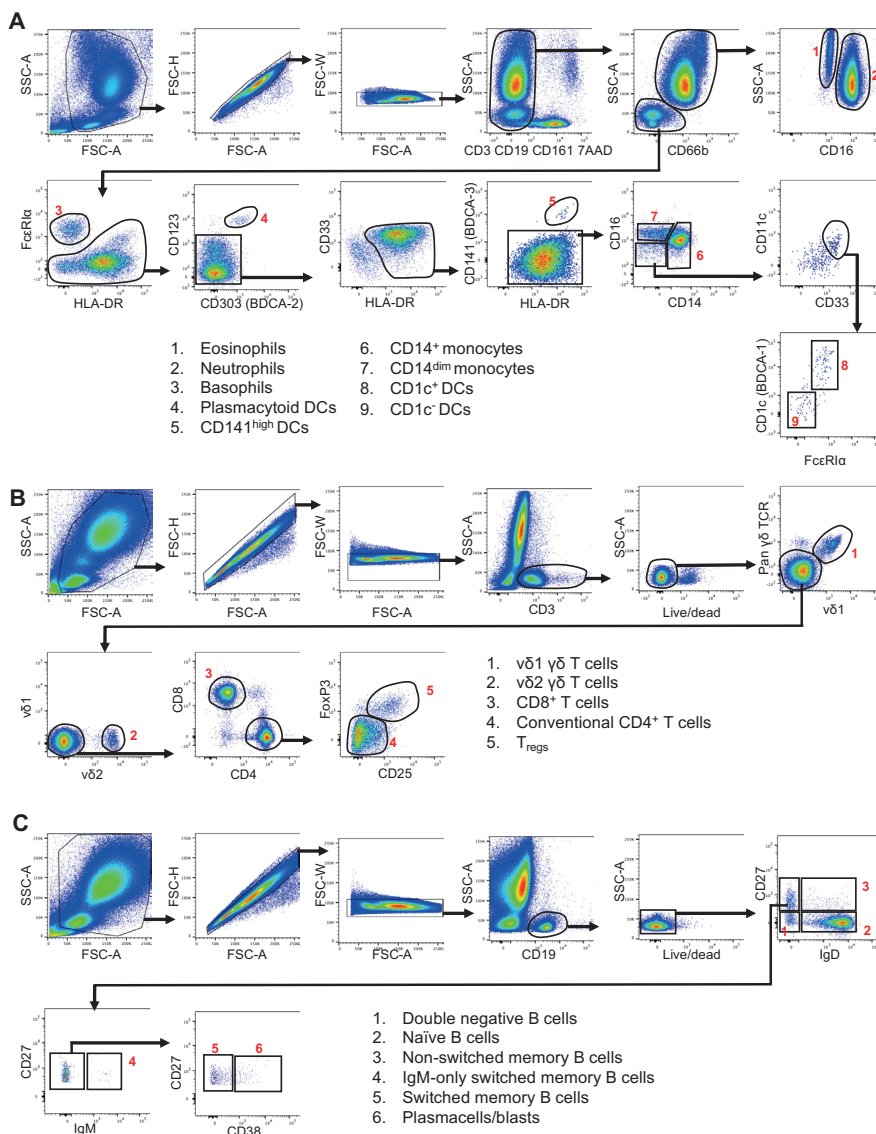 A
SSC-A
FSC-A
FSC-H
FSC-A
FSC-W
FSC-A
SSC-A
CD3 CD19 CD161 7AAD
SSC-A
CD66b
SSC-A
CD16
1
2
FcεRIα
HLA-DR
3
CD123
CD303 (BDCA-2)
4
CD33
HLA-DR
CD141 (BDCA-3)
HLA-DR
5
CD16
CD14
7
6
CD11c
CD33
CD1c (BDCA-1)
FcεRIα
8
9
1. Eosinophils
2. Neutrophils
3. Basophils
4. Plasmacytoid DCs
5. CD141high DCs
6. CD14+ monocytes
7. CD14dim monocytes
8. CD1c+ DCs
9. CD1c- DCs
B
SSC-A
FSC-A
FSC-H
FSC-A
FSC-W
FSC-A
SSC-A
CD3
SSC-A
Live/dead
Pan γδ TCR
vδ1
1
vδ1
vδ2
2
CD8
CD4
3
FoxP3
CD25
5
4
1. vδ1 γδ T cells
2. vδ2 γδ T cells
3. CD8+ T cells
4. Conventional CD4+ T cells
5. Tregs
C
SSC-A
FSC-A
FSC-H
FSC-A
FSC-W
FSC-A
SSC-A
CD19
SSC-A
Live/dead
CD27
IgD
3
1
2
CD27
IgM
4
CD27
CD38
5
6
1. Double negative B cells
2. Naïve B cells
3. Non-switched memory B cells
4. IgM-only switched memory B cells
5. Switched memory B cells
6. Plasmacells/blasts